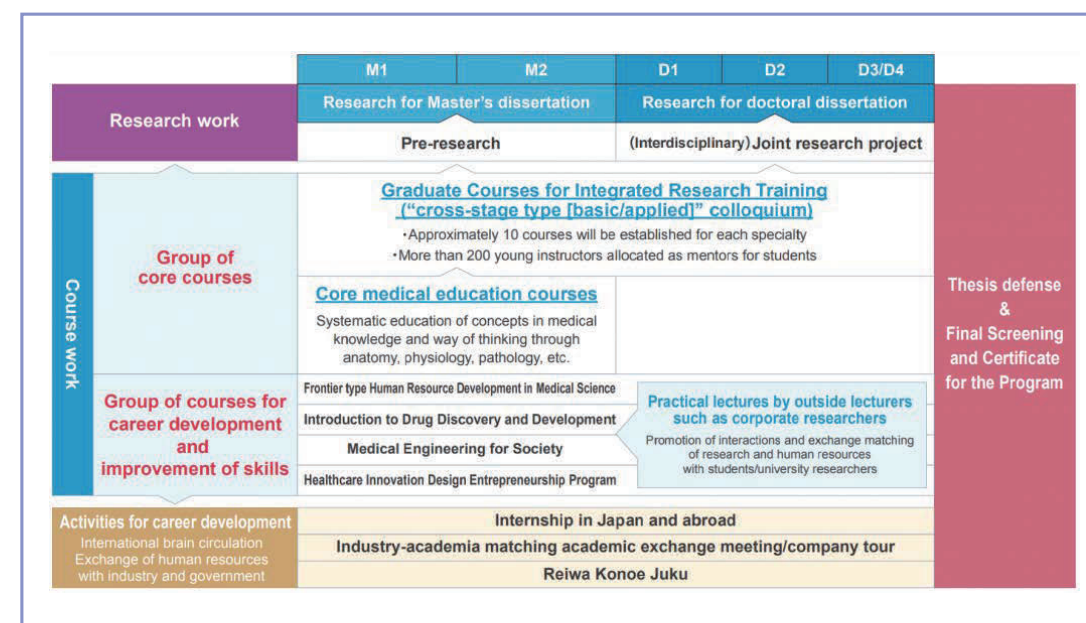 M1
M2
D1
D2
D3/D4
Research work
Research for Master's dissertation
Research for doctoral dissertation
Pre-research
(Interdisciplinary) Joint research project
Course work
Group of
core courses
Graduate Courses for Integrated Research Training
("cross-stage type [basic/applied]" colloquium)
・Approximately 10 courses will be established for each specialty
・More than 200 young instructors allocated as mentors for students
Core medical education courses
Systematic education of concepts in medical
knowledge and way of thinking through
anatomy, physiology, pathology, etc.
Group of courses for
career development
and
improvement of skills
Frontier type Human Resource Development in Medical Science
Introduction to Drug Discovery and Development
Medical Engineering for Society
Healthcare Innovation Design Entrepreneurship Program
Practical lectures by outside lecturers
such as corporate researchers
Promotion of interactions and exchange matching
of research and human resources
with students/university researchers
Activities for career development
International brain circulation
Exchange of human resources
with industry and government
Internship in Japan and abroad
Industry-academia matching academic exchange meeting/company tour
Reiwa Konoe Juku
Thesis defense
&
Final Screening
and Certificate
for the Program